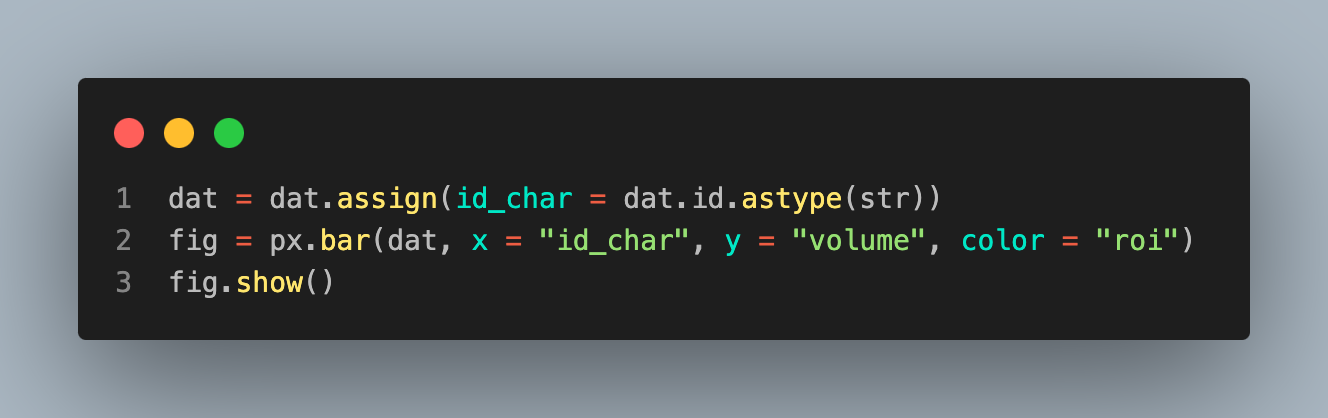 1 dat = dat.assign(id_char = dat.id.astype(str))
2 fig = px.bar(dat, x = "id_char", y = "volume", color = "roi")
3 fig.show()